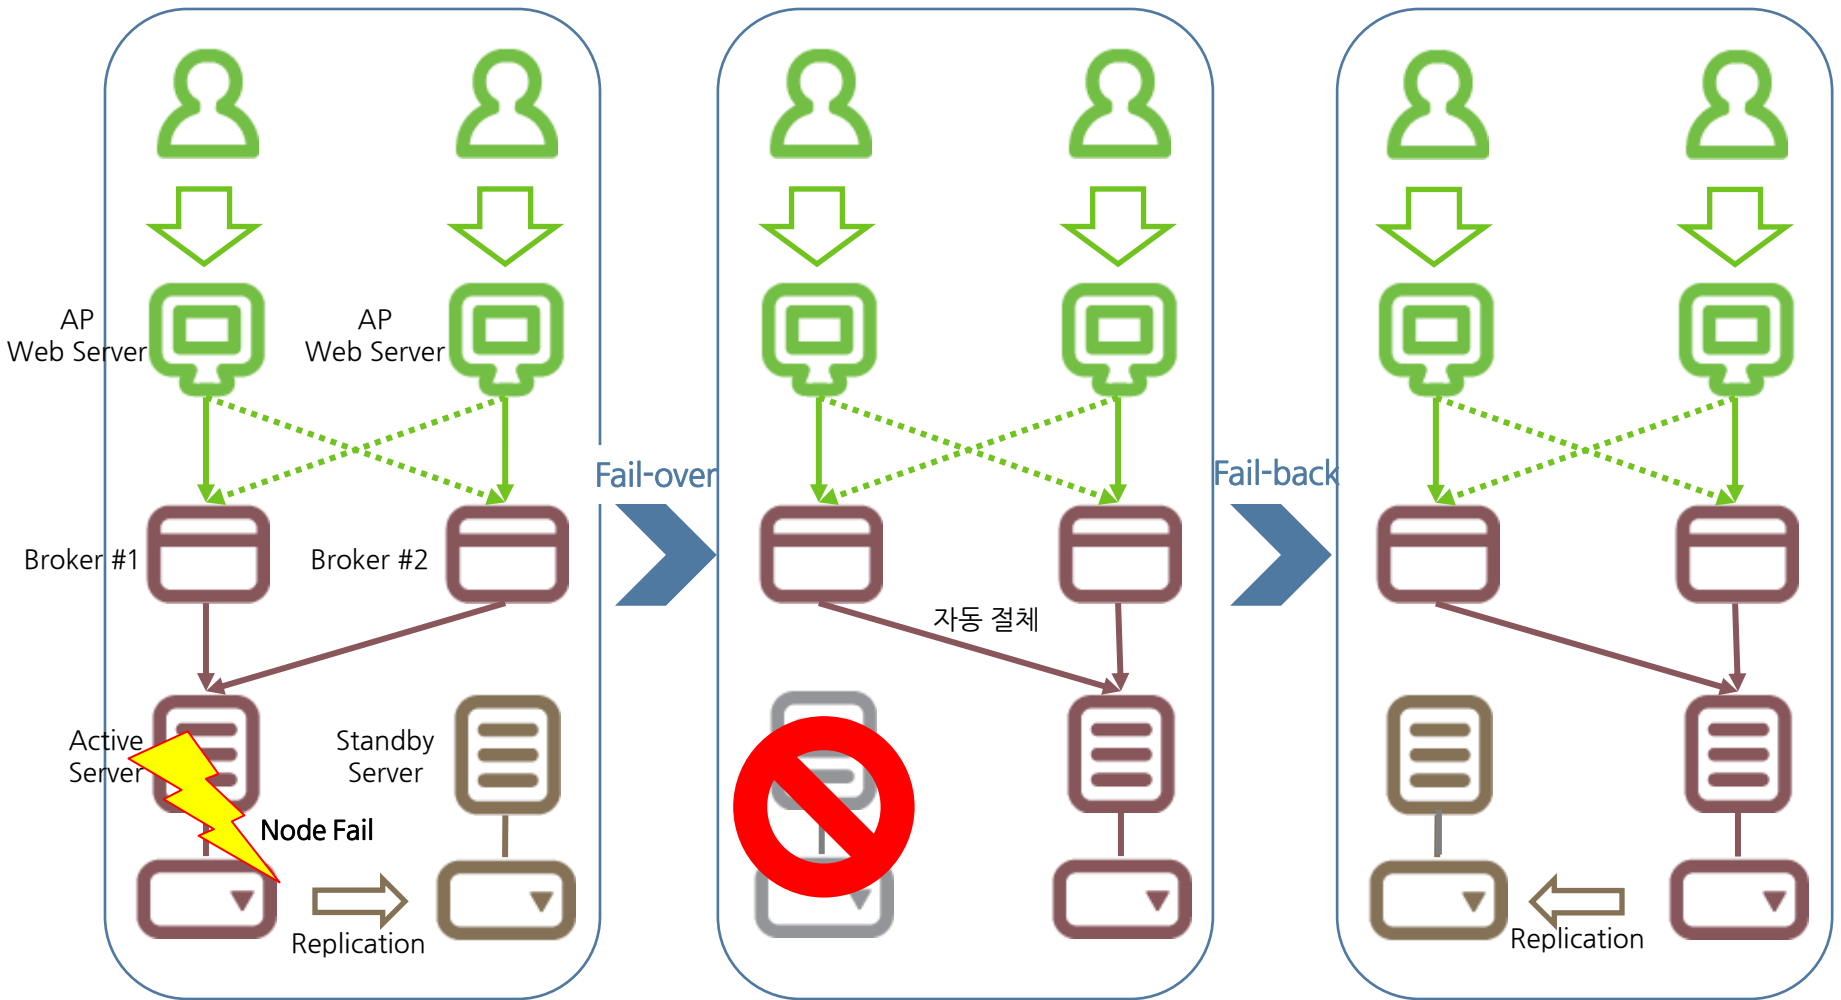 AP
Web Server
AP
Web Server
Fail-over
Fail-back
Broker #1
Broker #2
자동 절체
Active
Server
Standby
Server
Node Fail
Replication
Replication